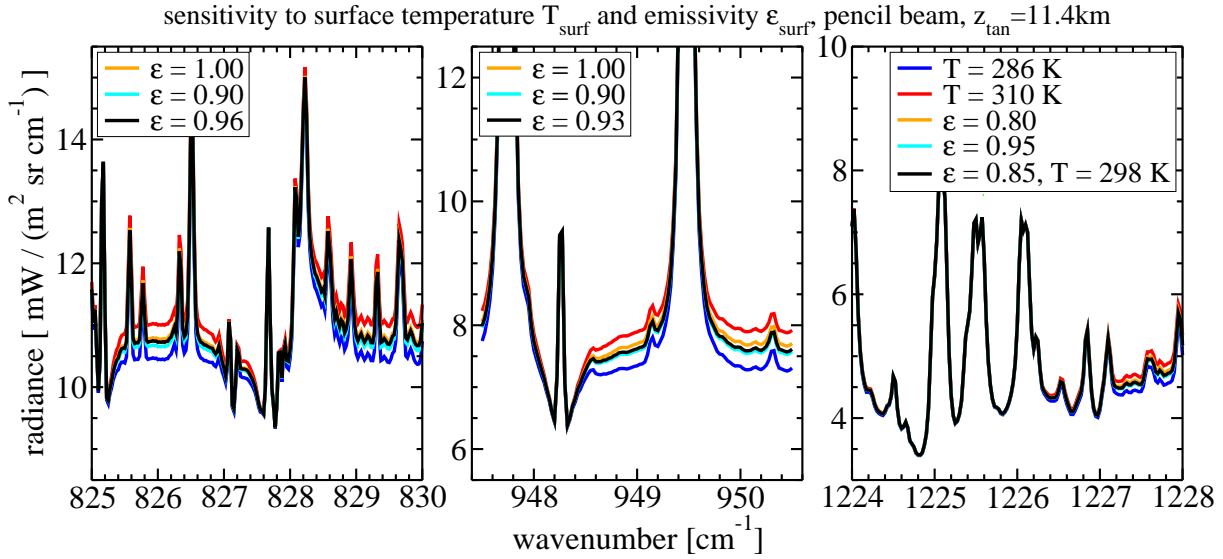 sensitivity to surface temperature T_surf and emissivity ε_surf, pencil beam, z_tan=11.4km
radiance [ mW / (m² sr cm⁻¹) ]
14
12
10
8
ε = 1.00
ε = 0.90
ε = 0.96
825 826 827 828 829 830
12
10
8
6
ε = 1.00
ε = 0.90
ε = 0.93
948 949 950
10
8
6
4
T = 286 K
T = 310 K
ε = 0.80
ε = 0.95
ε = 0.85, T = 298 K
1224 1225 1226 1227 1228
wavenumber [cm⁻¹]